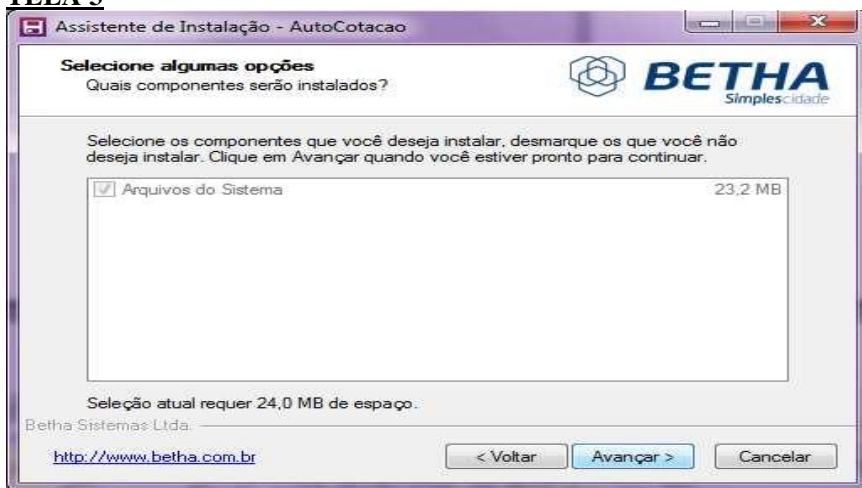 TELA 3
Assistente de Instalação - AutoCotacao
Selecione algumas opções
Quais componentes serão instalados?
BETHA
Simplescidade
Selecione os componentes que você deseja instalar, desmarque os que você não
deseja instalar. Clique em Avançar quando você estiver pronto para continuar.
Arquivos do Sistema 23,2 MB
Seleção atual requer 24,0 MB de espaço.
Betha Sistemas Ltda.
http://www.betha.com.br
< Voltar Avançar > Cancelar